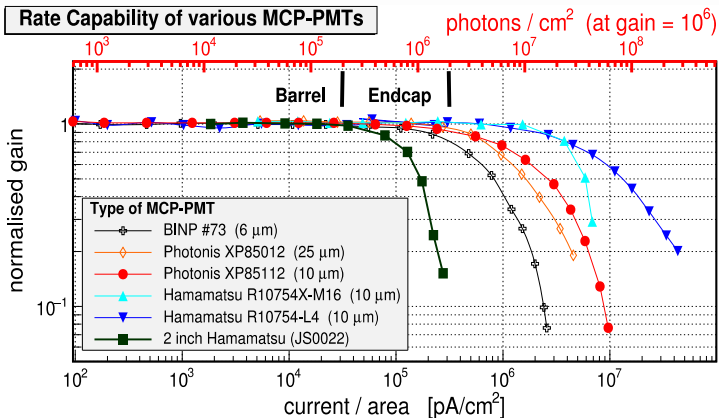 Rate Capability of various MCP-PMTs
photons / cm² (at gain = 10⁶)
10³ 10⁴ 10⁵ 10⁶ 10⁷ 10⁸
Barrel Endcap
normalised gain
1
10⁻¹
Type of MCP-PMT
BINP #73 (6 μm)
Photonis XP85012 (25 μm)
Photonis XP85112 (10 μm)
Hamamatsu R10754X-M16 (10 μm)
Hamamatsu R10754-L4 (10 μm)
2 inch Hamamatsu (JS0022)
10² 10³ 10⁴ 10⁵ 10⁶ 10⁷
current / area [pA/cm²]